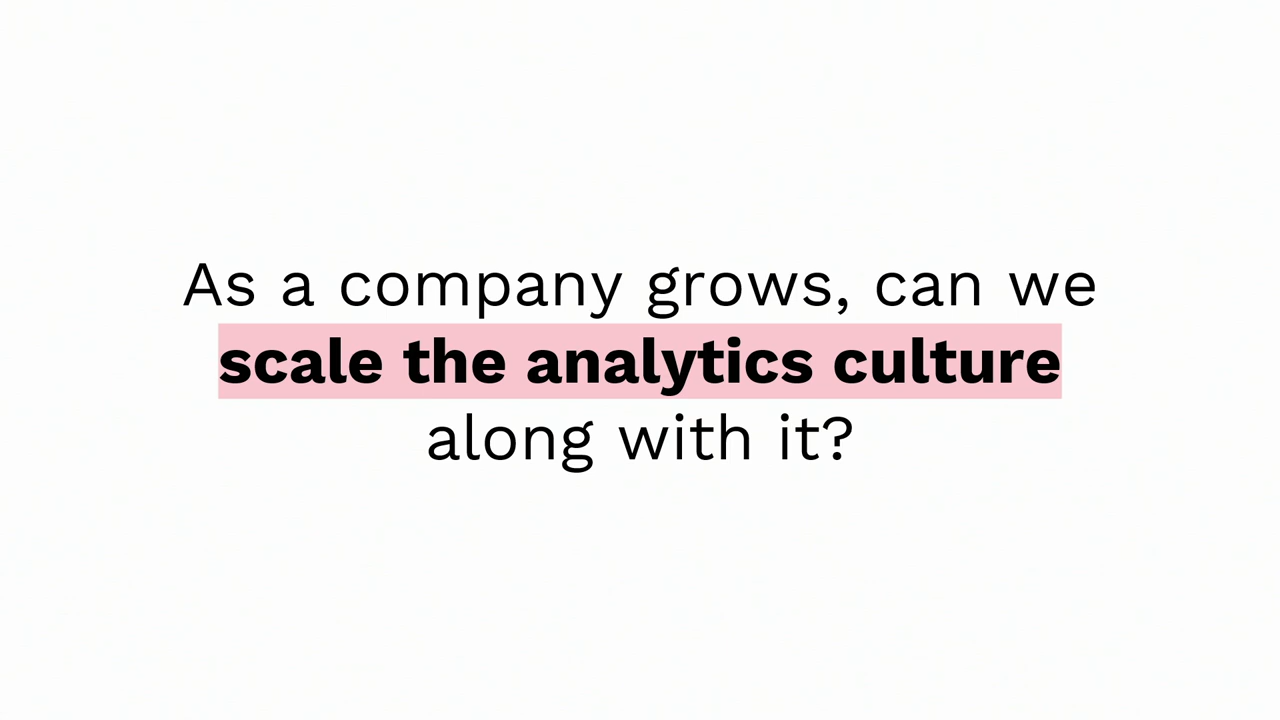 As a company grows, can we
scale the analytics culture
along with it?